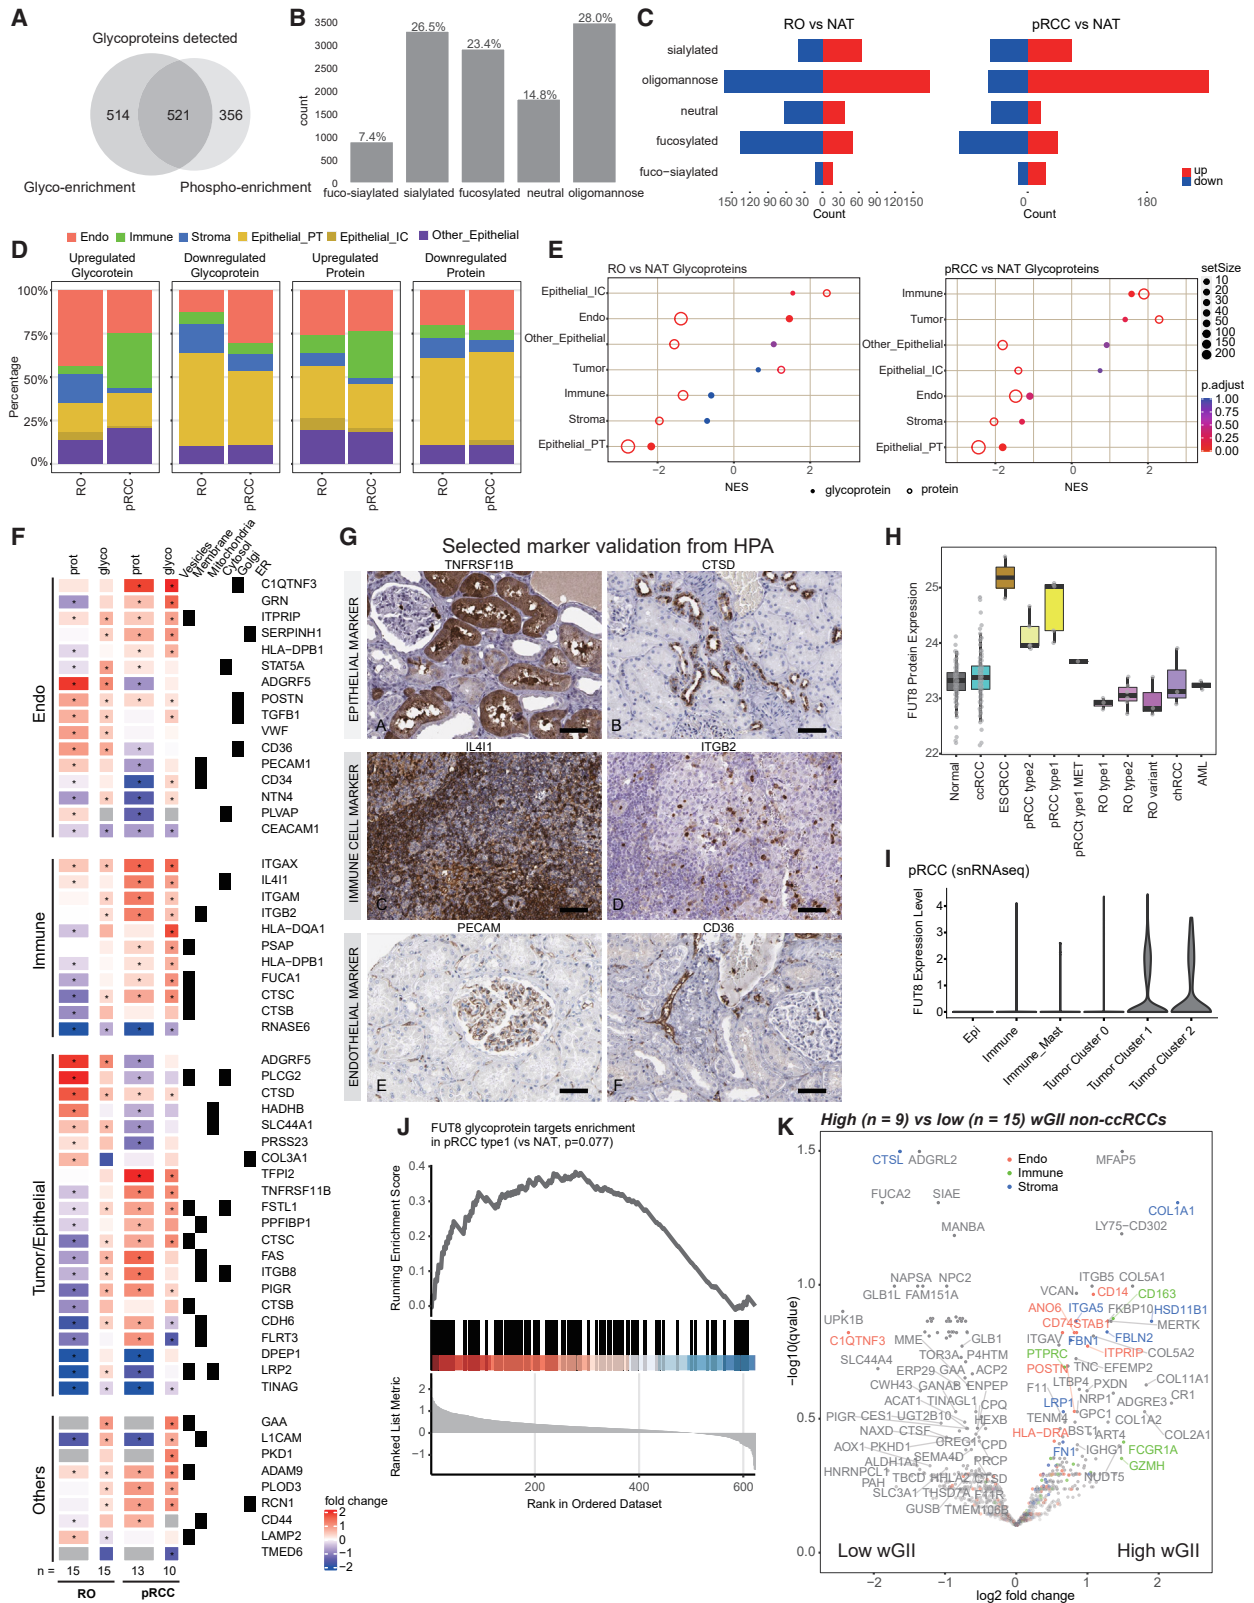 A
Glycoproteins detected
514
521
356
Glyco-enrichment
Phospho-enrichment
B
count
3500
3000
2500
2000
1500
1000
500
0
7.4%
26.5%
23.4%
14.8%
28.0%
fuco-siaylated
sialylated
fucosylated
neutral
oligomannose
C
RO vs NAT
pRCC vs NAT
sialylated
oligomannose
neutral
fucosylated
fuco-siaylated
150 120 90 60 30 0 30 60 90 120 150
Count
0 180
Count
up
down
D
Endo
Immune
Stroma
Epithelial_PT
Epithelial_IC
Other_Epithelial
Upregulated Glycorotein
Downregulated Glycoprotein
Upregulated Protein
Downregulated Protein
Percentage
100%
75%
50%
25%
0%
RO
pRCC
RO
pRCC
RO
pRCC
RO
pRCC
E
RO vs NAT Glycoproteins
Epithelial_IC
Endo
Other_Epithelial
Tumor
Immune
Stroma
Epithelial_PT
−2 0 2
NES
pRCC vs NAT Glycoproteins
Immune
Tumor
Other_Epithelial
Epithelial_IC
Endo
Stroma
Epithelial_PT
−2 0 2
NES
glycoprotein
protein
setSize
10
20
30
40
50
100
150
200
p.adjust
1.00
0.75
0.50
0.25
0.00
F
prot
glyco
prot
glyco
Vesicles
Membrane
Mitochondria
Cytosol
Golgi
ER
Endo
C1QTNF3
GRN
ITPRIP
SERPINH1
HLA−DPB1
STAT5A
ADGRF5
POSTN
TGFB1
VWF
CD36
PECAM1
CD34
NTN4
PLVAP
CEACAM1
Immune
ITGAX
IL4I1
ITGAM
ITGB2
HLA−DQA1
PSAP
HLA−DPB1
FUCA1
CTSC
CTSB
RNASE6
Tumor/Epithelial
ADGRF5
PLCG2
CTSD
HADHB
SLC44A1
PRSS23
COL3A1
TFPI2
TNFRSF11B
FSTL1
PPFIBP1
CTSC
FAS
ITGB8
PIGR
CTSB
CDH6
FLRT3
DPEP1
LRP2
TINAG
Others
GAA
L1CAM
PKD1
ADAM9
PLOD3
RCN1
CD44
LAMP2
TMED6
n = 15 15 13 10
RO
pRCC
fold change
2
1
0
−1
−2
G
Selected marker validation from HPA
TNFRSF11B
CTSD
EPITHELIAL MARKER
A
B
IL4I1
ITGB2
IMMUNE CELL MARKER
C
D
PECAM
CD36
ENDOTHELIAL MARKER
E
F
H
FUT8 Protein Expression
25
24
23
22
Normal
ccRCC
ESCRCC
pRCC type2
pRCC type1
pRCCt ype1 MET
RO type1
RO type2
RO variant
chRCC
AML
I
pRCC (snRNAseq)
FUT8 Expression Level
4
3
2
1
0
Epi
Immune
Immune_Mast
Tumor Cluster 0
Tumor Cluster 1
Tumor Cluster 2
J
FUT8 glycoprotein targets enrichment
in pRCC type1 (vs NAT, p=0.077)
Running Enrichment Score
0.4
0.3
0.2
0.1
0.0
Ranked List Metric
2
1
0
−1
200 400 600
Rank in Ordered Dataset
K
High (n = 9) vs low (n = 15) wGII non-ccRCCs
−log10(qvalue)
1.5
1.0
0.5
0.0
Endo
Immune
Stroma
CTSL ADGRL2
MFAP5
FUCA2 SIAE
COL1A1
MANBA
LY75−CD302
NAPSA NPC2
ITGB5 COL5A1
GLB1L FAM151A
VCAN CD14 CD163
UPK1B
ANO6 ITGA5 FKBP10 HSD11B1
CD74 STAB1 MERTK
C1QTNF3
MME GLB1
ITGAV FBN1 FBLN2
TOR3A P4HTM
PTPRC ITPRIP COL5A2
SLC44A4
ERP29 GAA ACP2
POSTN TNC EFEMP2
CWH43 GANAB ENPEP
F11 LTBP4 PXDN COL11A1
ACAT1 TINAGL1 CPQ
LRP1 NRP1 ADGRE3 CR1
PIGR CES1 UGT2B10 HEXB
TENM4 GPC1 COL1A2
NAXD CTSF CREG1 CPD
HLA−DRA BST1 ART4 COL2A1
AOX1 PKHD1 SEMA4D PRCP
FN1 IGHG1 FCGR1A
ALDH1A1
GZMH
HNRNPCL1 TBCD HHLA2 CTSD
NUDT5
PAH SLC3A1 THSD7A F11R
GUSB TMEM106B
Low wGII
High wGII
−2 −1 0 1 2
log2 fold change